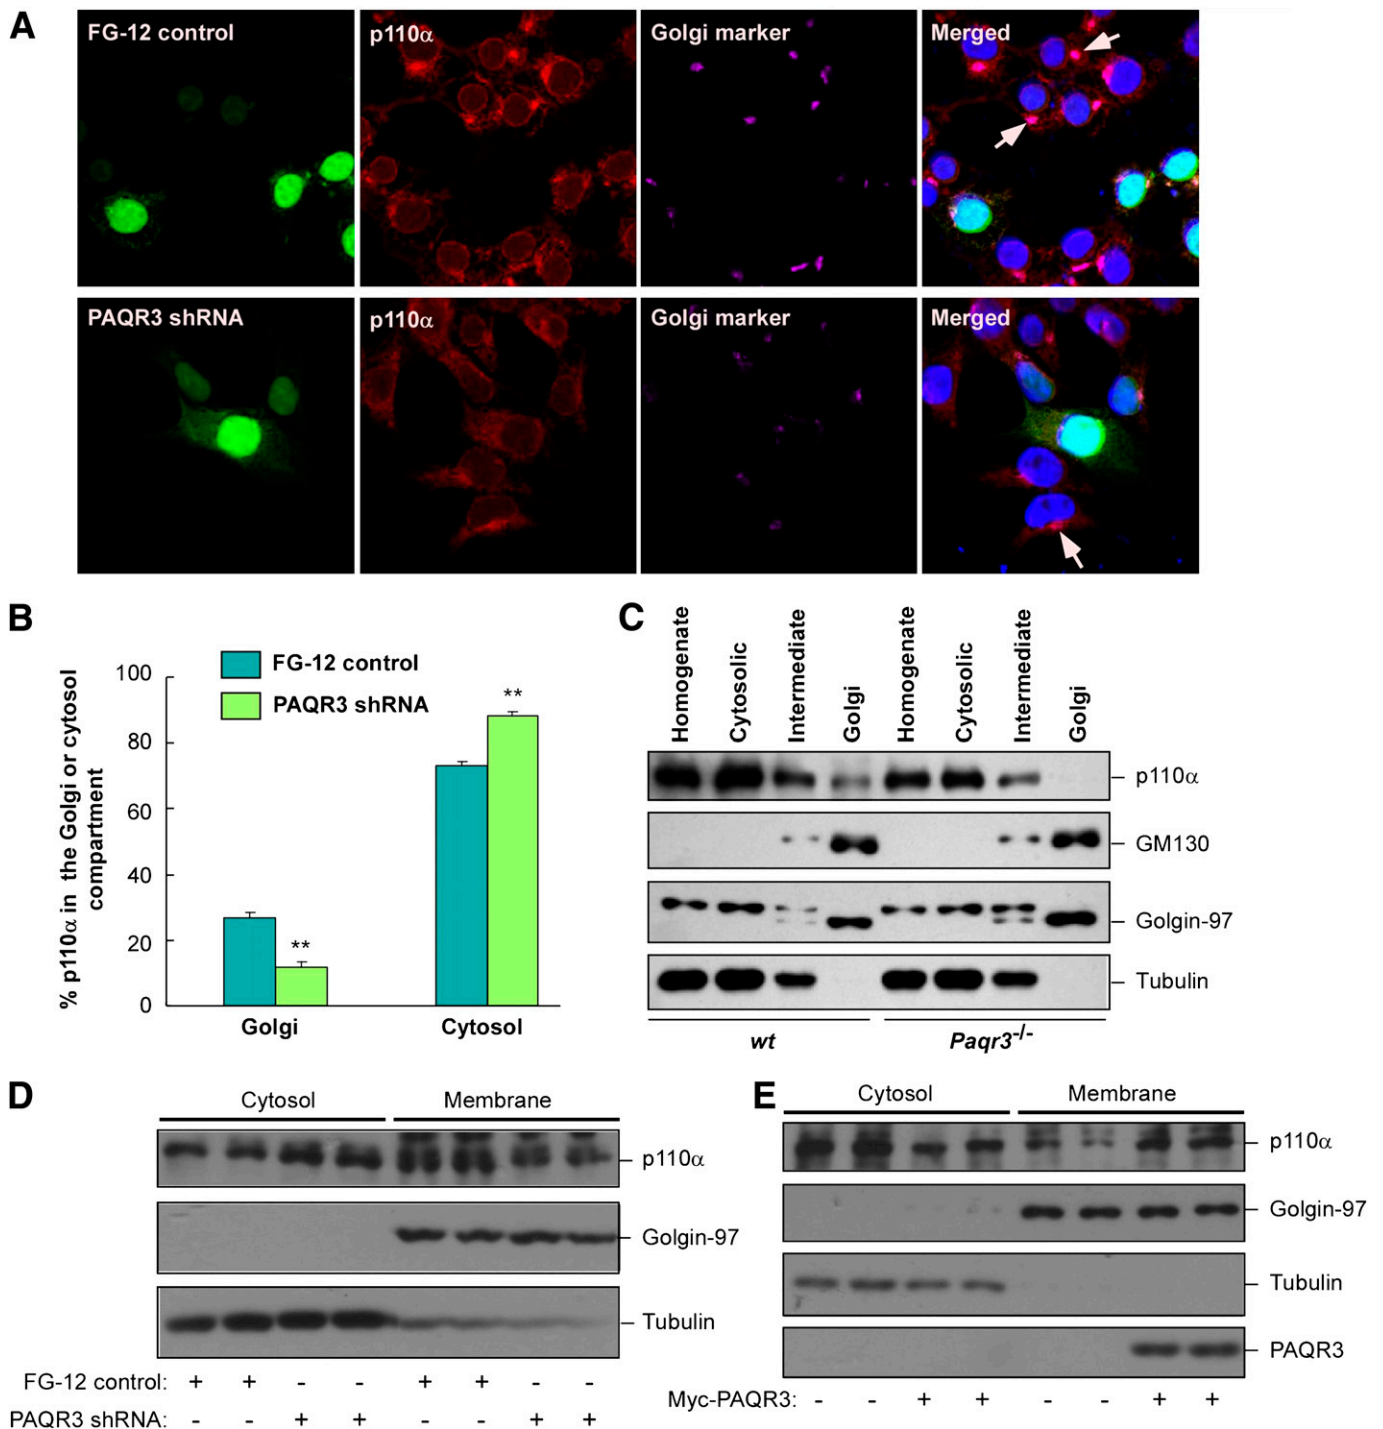 A
FG-12 control
p110α
Golgi marker
Merged
PAQR3 shRNA
p110α
Golgi marker
Merged
B
% p110α in the Golgi or cytosol
compartment
100
80
60
40
20
0
FG-12 control
PAQR3 shRNA
**
**
Golgi
Cytosol
C
Homogenate
Cytosolic
Intermediate
Golgi
Homogenate
Cytosolic
Intermediate
Golgi
p110α
GM130
Golgin-97
Tubulin
wt
Paqr3-/-
D
Cytosol
Membrane
p110α
Golgin-97
Tubulin
FG-12 control: + + - - + + - -
PAQR3 shRNA: - - + + - - + +
E
Cytosol
Membrane
p110α
Golgin-97
Tubulin
PAQR3
Myc-PAQR3: - - + + - - + +